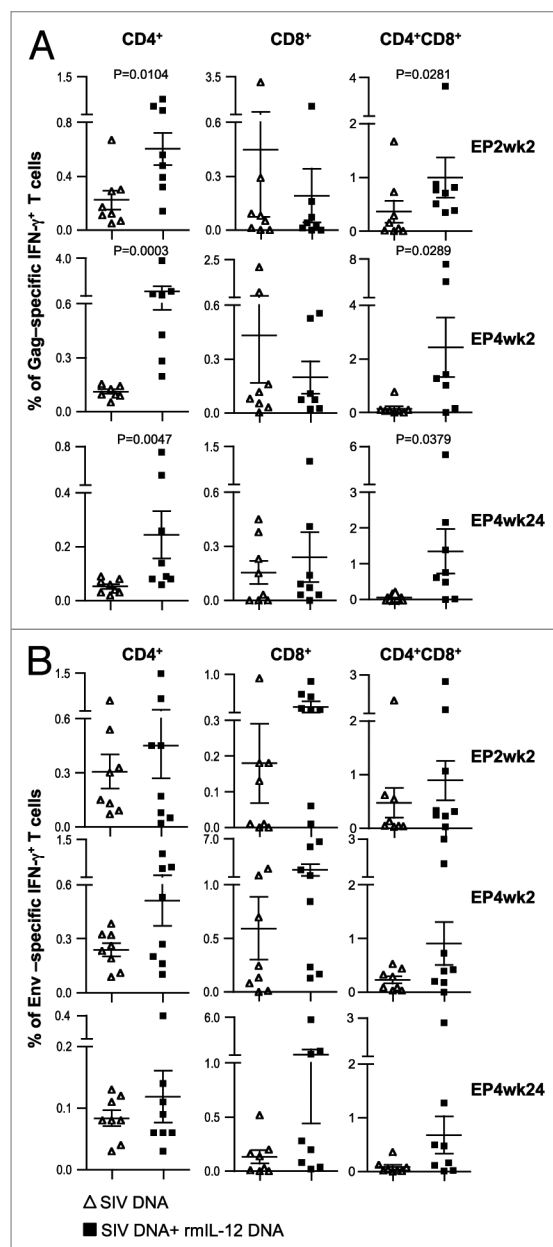 A
CD4⁺ CD8⁺ CD4⁺CD8⁺
% of Gag–specific IFN-γ⁺ T cells
P=0.0104 P=0.0281
1.5 3.5 4
0.8 0.6 2
0.4 0.3 1
0.0 0.0 0
EP2wk2
P=0.0003 P=0.0289
4.0 2.5 8
0.6 0.6 4
0.3 0.3 2
0.0 0.0 0
EP4wk2
P=0.0047 P=0.0379
0.8 1.5 6
0.4 0.6 3
0.2 0.3 2
0.0 0.0 1
0
EP4wk24
B
CD4⁺ CD8⁺ CD4⁺CD8⁺
% of Env –specific IFN-γ⁺ T cells
1.5 1.0 3
0.6 0.3 2
0.3 0.2 1
0.0 0.1 0
0.0
EP2wk2
1.5 7.0 3
0.6 1.0 2
0.3 0.5 1
0.0 0.0 0
EP4wk2
0.4 6.0 3
0.2 1.0 2
0.1 0.5 1
0.0 0.0 0
EP4wk24
SIV DNA
SIV DNA+ rmIL-12 DNA